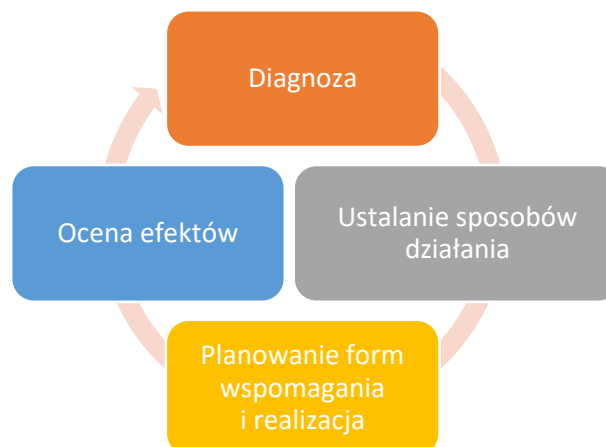 Diagnoza
Ustalanie sposobów
działania
Planowanie form
wspomagania
i realizacja
Ocena efektów